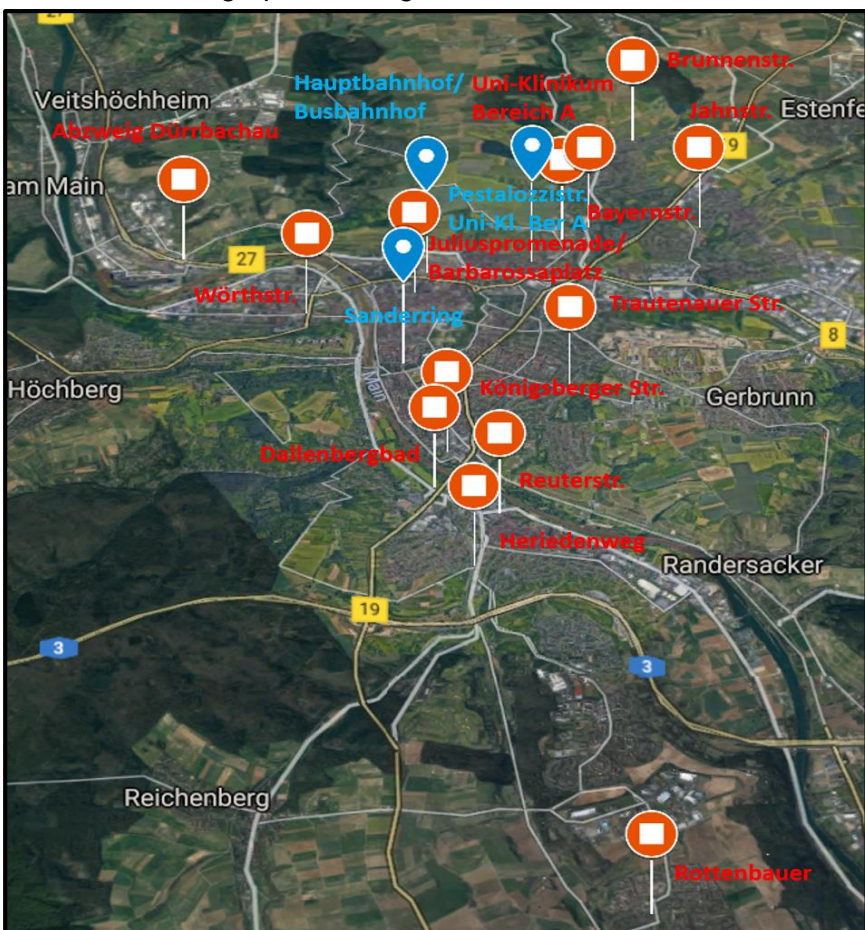 27
Hauptbahnhof/
Busbahnhof
Uni-Klinikum
Bereich A
Brunnenstr.
Veitshöchheim
Abzweig Dürrbachau
Jahnstr.
Estenfe
9
am Main
Pestalozzistr.
Uni-Kl. Ber A
Bayernstr.
27
Juliuspromenade/
Barbarossaplatz
Wörthstr.
Sanderring
Trautenauer Str.
8
Main
Höchberg
Königsberger Str.
Gerbrunn
Dallenbergbad
Reuterstr.
Heriedenweg
Randersacker
19
3
3
Reichenberg
Rottenbauer